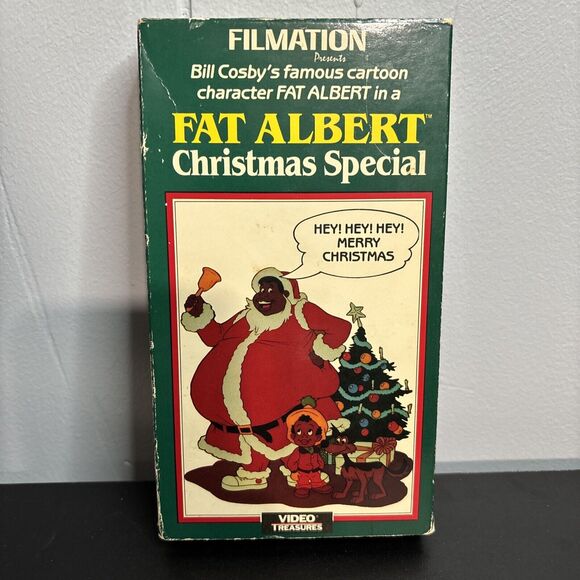 FILMATION
Presents
Bill Cosby's famous cartoon
character FAT ALBERT in a
FAT ALBERT™
Christmas Special
HEY! HEY! HEY!
MERRY
CHRISTMAS
VIDEO
TREASURES